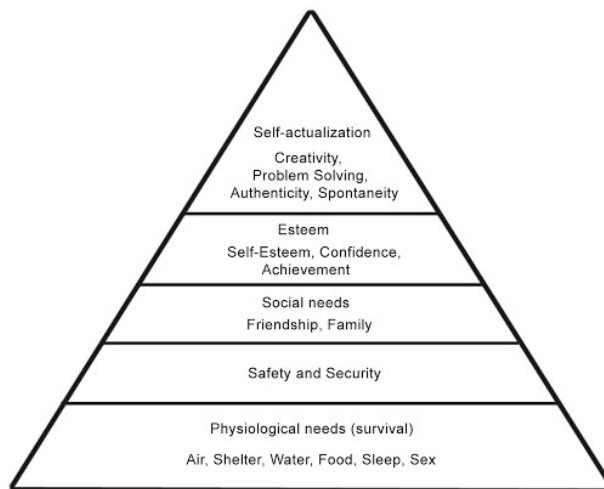 Self-actualization
Creativity,
Problem Solving,
Authenticity, Spontaneity
Esteem
Self-Esteem, Confidence,
Achievement
Social needs
Friendship, Family
Safety and Security
Physiological needs (survival)
Air, Shelter, Water, Food, Sleep, Sex